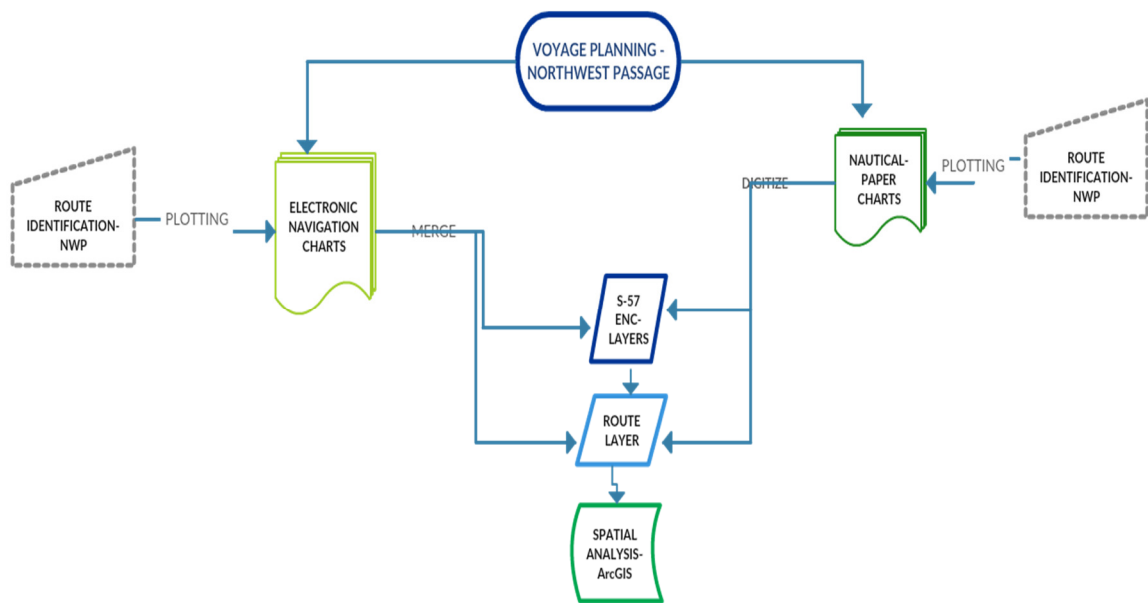 VOYAGE PLANNING -
NORTHWEST PASSAGE
ROUTE
IDENTIFICATION-
NWP
PLOTTING
ELECTRONIC
NAVIGATION
CHARTS
MERGE
DIGITIZE
NAUTICAL-
PAPER
CHARTS
PLOTTING
ROUTE
IDENTIFICATION-
NWP
S-57
ENC-
LAYERS
ROUTE
LAYER
SPATIAL
ANALYSIS-
ArcGIS